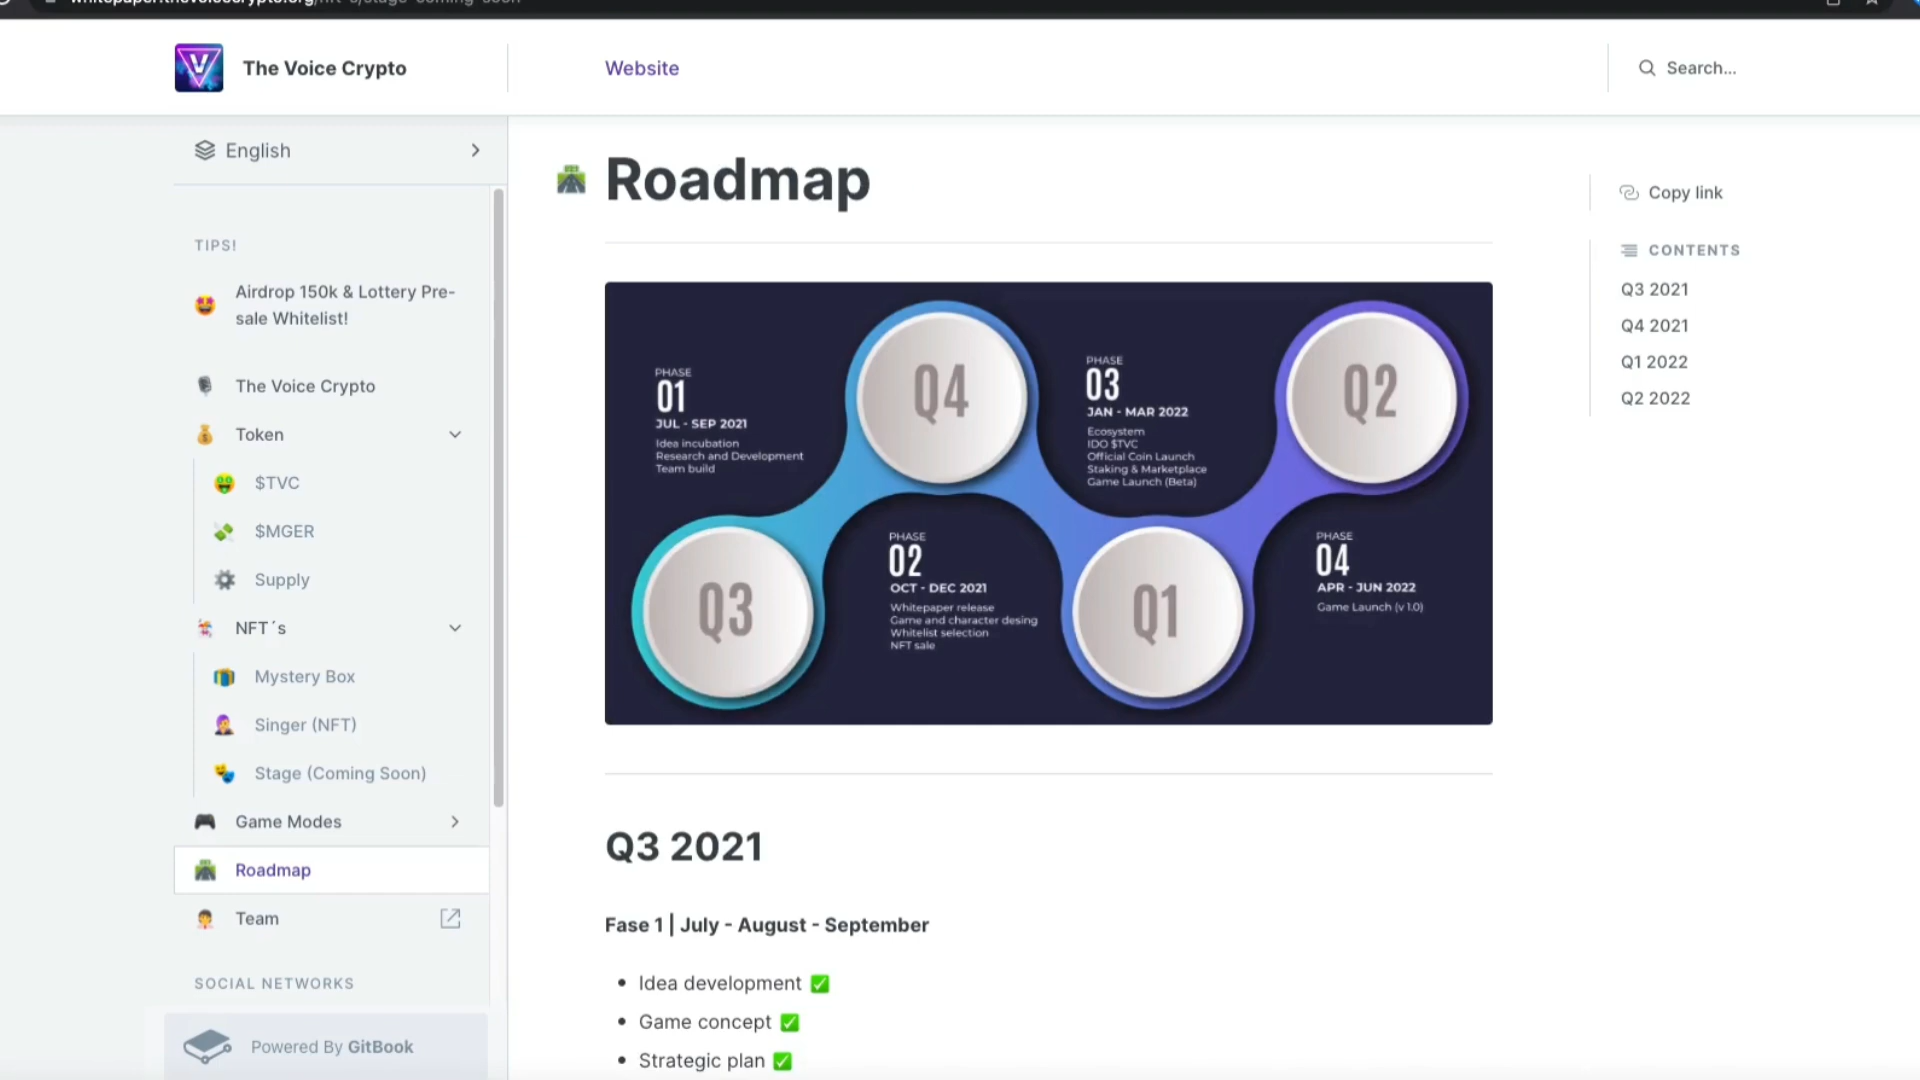 The Voice Crypto
Website
Search...
English
TIPS!
Airdrop 150k & Lottery Pre-
sale Whitelist!
The Voice Crypto
Token
$TVC
$MGER
Supply
NFT´s
Mystery Box
Singer (NFT)
Stage (Coming Soon)
Game Modes
Roadmap
Team
SOCIAL NETWORKS
Powered By GitBook
Roadmap
PHASE
01
JUL - SEP 2021
Idea incubation
Research and Development
Team build
Q4
PHASE
03
JAN - MAR 2022
Ecosystem
IDO $TVC
Official Coin Launch
Staking & Marketplace
Game Launch (Beta)
Q2
Q3
PHASE
02
OCT - DEC 2021
Whitepaper release
Game and character desing
Whitelist selection
NFT sale
Q1
PHASE
04
APR - JUN 2022
Game Launch (v 1.0)
Q3 2021
Fase 1 | July - August - September
Idea development
Game concept
Strategic plan
Copy link
CONTENTS
Q3 2021
Q4 2021
Q1 2022
Q2 2022